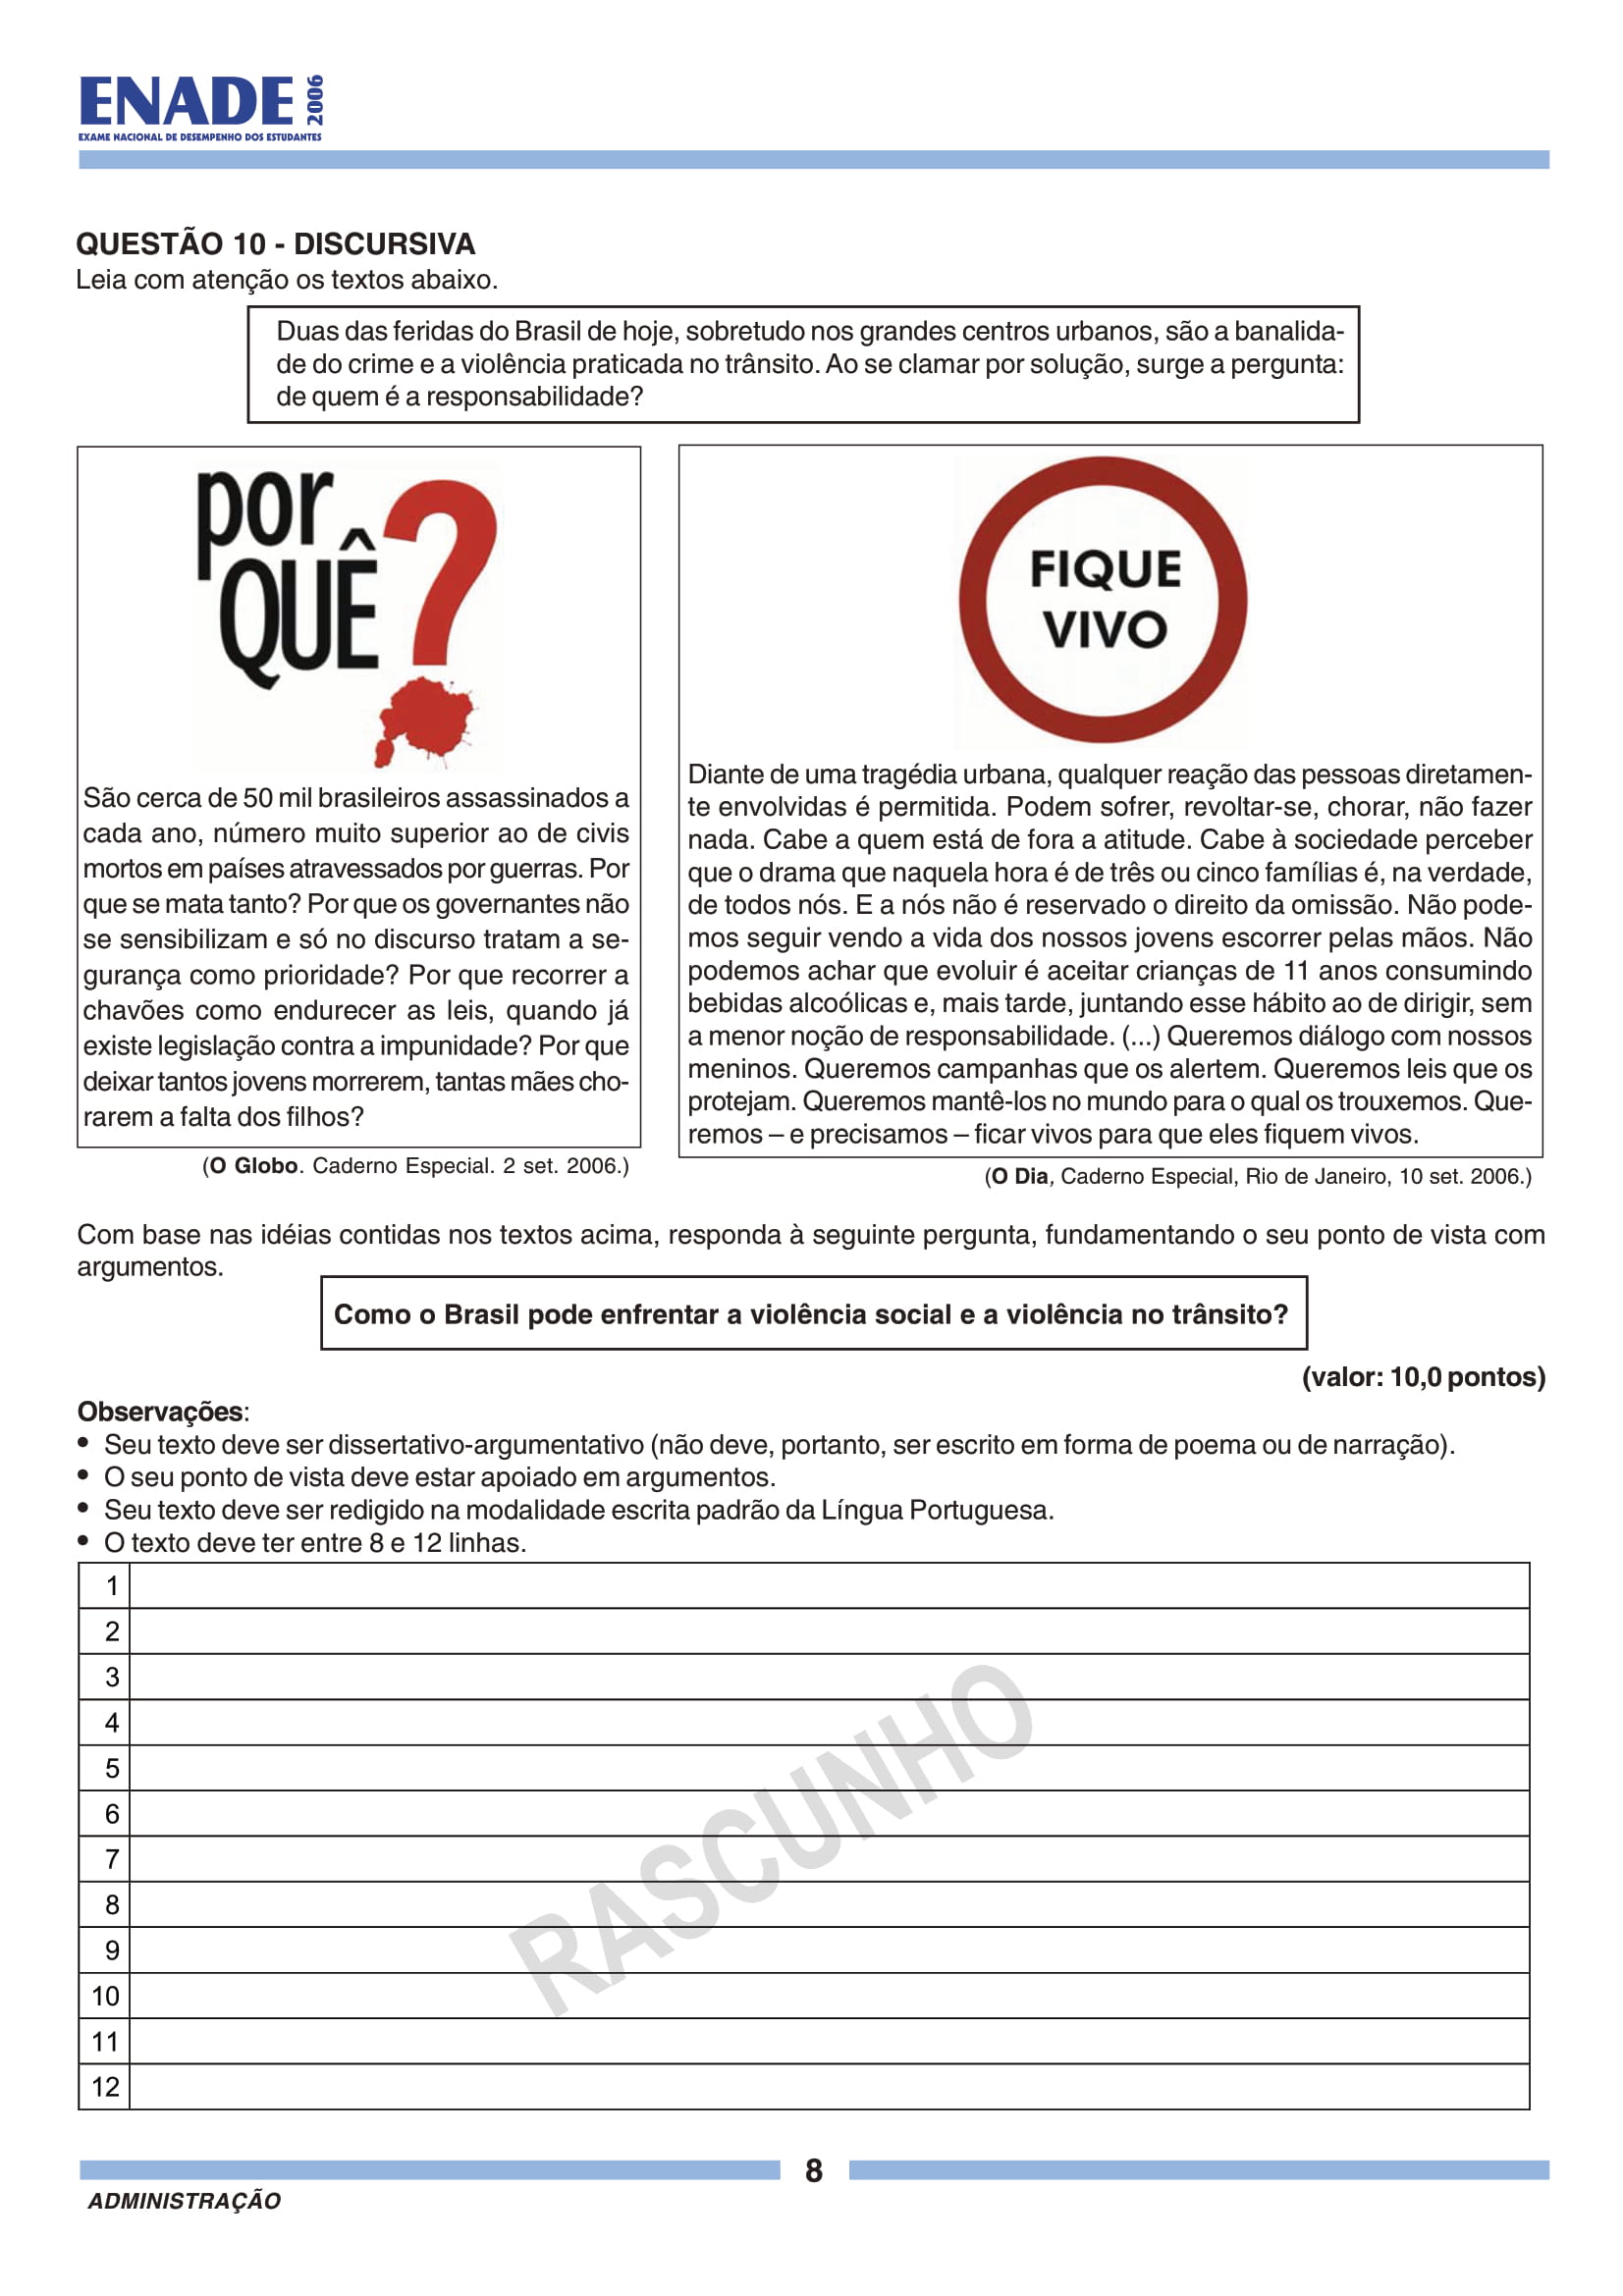 ENADE 2006
EXAME NACIONAL DE DESEMPENHO DOS ESTUDANTES
QUESTÃO 10 - DISCURSIVA
Leia com atenção os textos abaixo.
Duas das feridas do Brasil de hoje, sobretudo nos grandes centros urbanos, são a banalida-
de do crime e a violência praticada no trânsito. Ao se clamar por solução, surge a pergunta:
de quem é a responsabilidade?
por
QUÊ?
São cerca de 50 mil brasileiros assassinados a
cada ano, número muito superior ao de civis
mortos em países atravessados por guerras. Por
que se mata tanto? Por que os governantes não
se sensibilizam e só no discurso tratam a se-
gurança como prioridade? Por que recorrer a
chavões como endurecer as leis, quando já
existe legislação contra a impunidade? Por que
deixar tantos jovens morrerem, tantas mães cho-
rarem a falta dos filhos?
(O Globo. Caderno Especial. 2 set. 2006.)
FIQUE
VIVO
Diante de uma tragédia urbana, qualquer reação das pessoas diretamen-
te envolvidas é permitida. Podem sofrer, revoltar-se, chorar, não fazer
nada. Cabe a quem está de fora a atitude. Cabe à sociedade perceber
que o drama que naquela hora é de três ou cinco famílias é, na verdade,
de todos nós. E a nós não é reservado o direito da omissão. Não pode-
mos seguir vendo a vida dos nossos jovens escorrer pelas mãos. Não
podemos achar que evoluir é aceitar crianças de 11 anos consumindo
bebidas alcoólicas e, mais tarde, juntando esse hábito ao de dirigir, sem
a menor noção de responsabilidade. (...) Queremos diálogo com nossos
meninos. Queremos campanhas que os alertem. Queremos leis que os
protejam. Queremos mantê-los no mundo para o qual os trouxemos. Que-
remos – e precisamos – ficar vivos para que eles fiquem vivos.
(O Dia, Caderno Especial, Rio de Janeiro, 10 set. 2006.)
Com base nas idéias contidas nos textos acima, responda à seguinte pergunta, fundamentando o seu ponto de vista com
argumentos.
Como o Brasil pode enfrentar a violência social e a violência no trânsito?
(valor: 10,0 pontos)
Observações:
• Seu texto deve ser dissertativo-argumentativo (não deve, portanto, ser escrito em forma de poema ou de narração).
• O seu ponto de vista deve estar apoiado em argumentos.
• Seu texto deve ser redigido na modalidade escrita padrão da Língua Portuguesa.
• O texto deve ter entre 8 e 12 linhas.
1
2
3
4
5
6
7
8
9
10
11
12
RASCUNHO
8
ADMINISTRAÇÃO